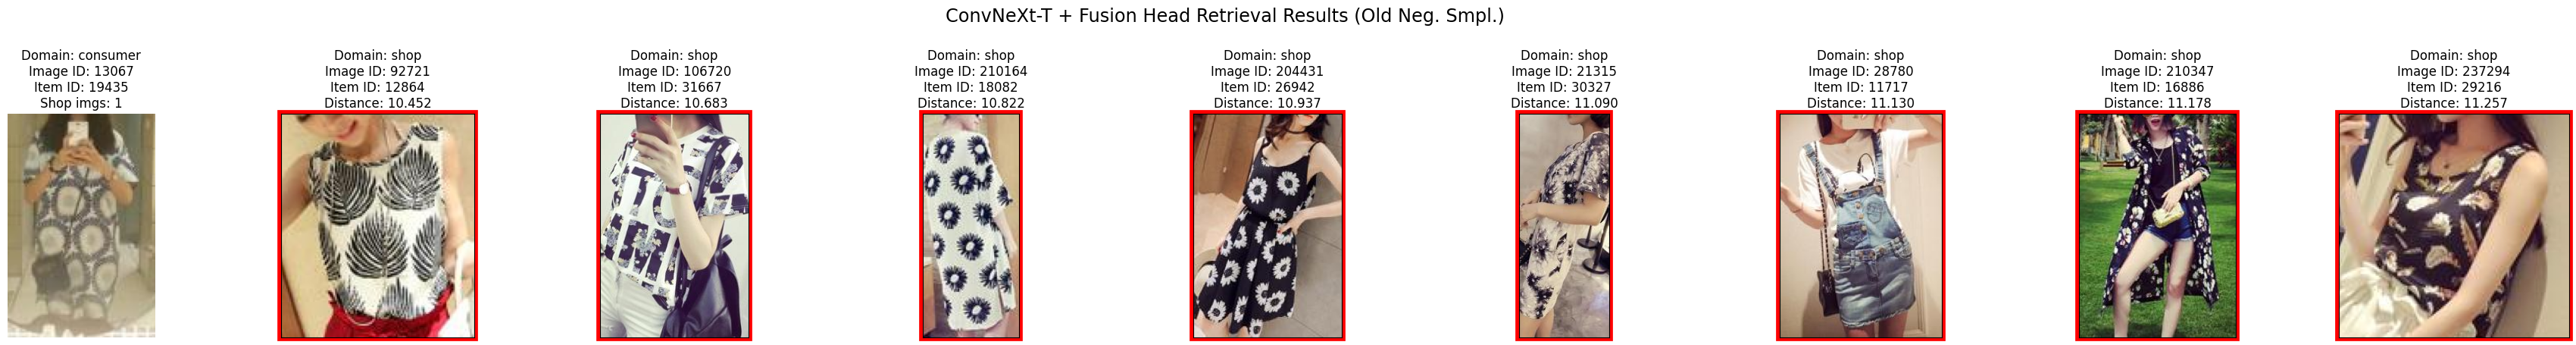 ConvNeXt-T + Fusion Head Retrieval Results (Old Neg. Smpl.)
Domain: consumer
Image ID: 13067
Item ID: 19435
Shop imgs: 1
Domain: shop
Image ID: 92721
Item ID: 12864
Distance: 10.452
Domain: shop
Image ID: 106720
Item ID: 31667
Distance: 10.683
Domain: shop
Image ID: 210164
Item ID: 18082
Distance: 10.822
Domain: shop
Image ID: 204431
Item ID: 26942
Distance: 10.937
Domain: shop
Image ID: 21315
Item ID: 30327
Distance: 11.090
Domain: shop
Image ID: 28780
Item ID: 11717
Distance: 11.130
Domain: shop
Image ID: 210347
Item ID: 16886
Distance: 11.178
Domain: shop
Image ID: 237294
Item ID: 29216
Distance: 11.257